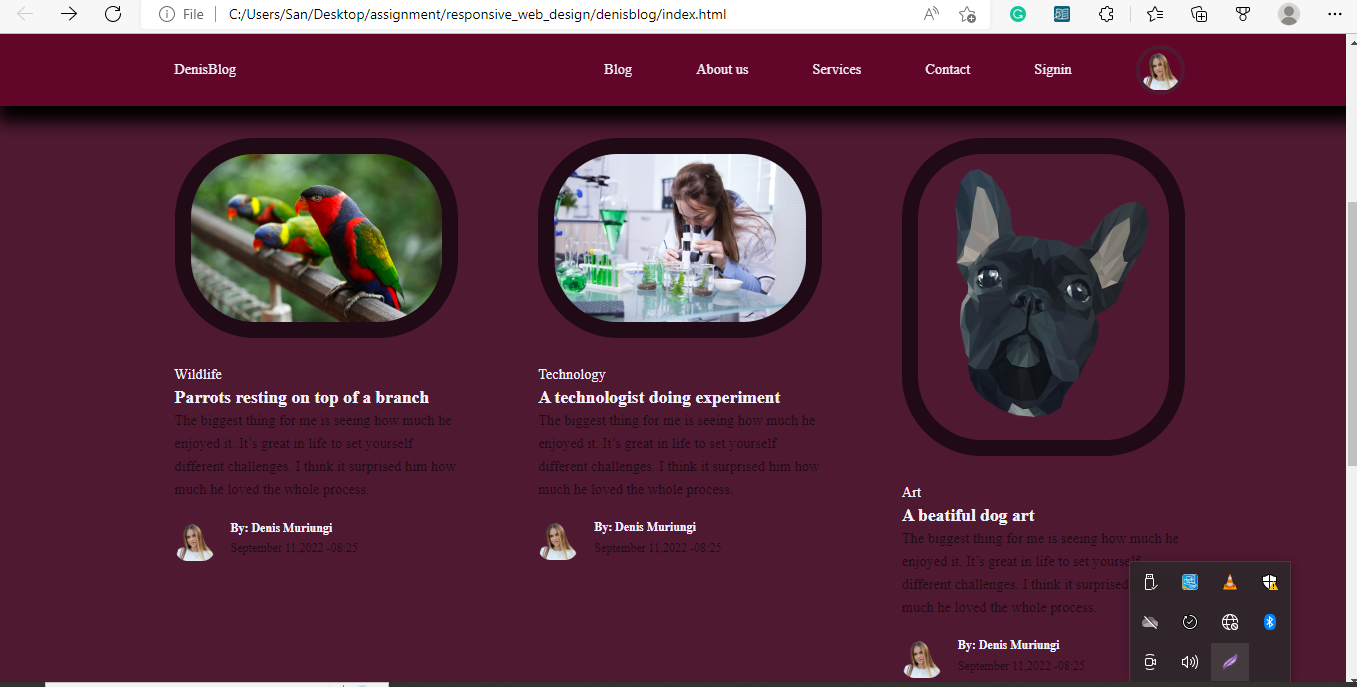 File
C:/Users/San/Desktop/assignment/responsive_web_design/denisblog/index.html
DenisBlog
Blog
About us
Services
Contact
Signin
Wildlife
Parrots resting on top of a branch
The biggest thing for me is seeing how much he
enjoyed it. It's great in life to set yourself
different challenges. I think it surprised him how
much he loved the whole process.
By: Denis Muriungi
September 11,2022 -08:25
Technology
A technologist doing experiment
The biggest thing for me is seeing how much he
enjoyed it. It's great in life to set yourself
different challenges. I think it surprised him how
much he loved the whole process.
By: Denis Muriungi
September 11,2022 -08:25
Art
A beatiful dog art
The biggest thing for me is seeing how much he
enjoyed it. It's great in life to set yourself
different challenges. I think it surprised
much he loved the whole process.
By: Denis Muriungi
September 11,2022 -08:25